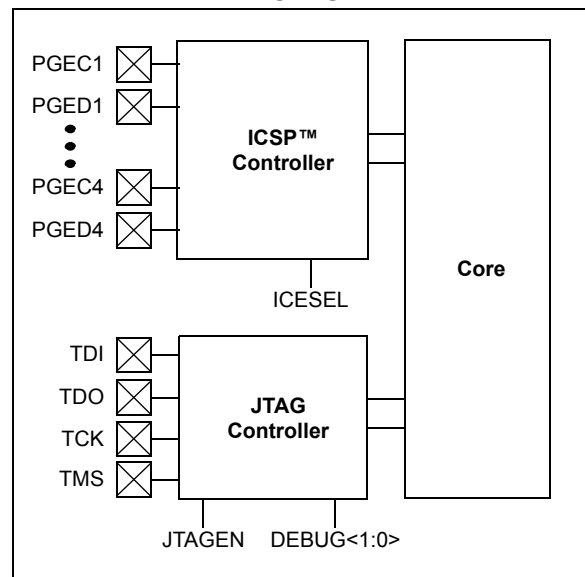 PGEC1
PGED1
PGEC4
PGED4
ICSP™
Controller
ICESEL
Core
TDI
TDO
TCK
TMS
JTAG
Controller
JTAGEN DEBUG<1:0>